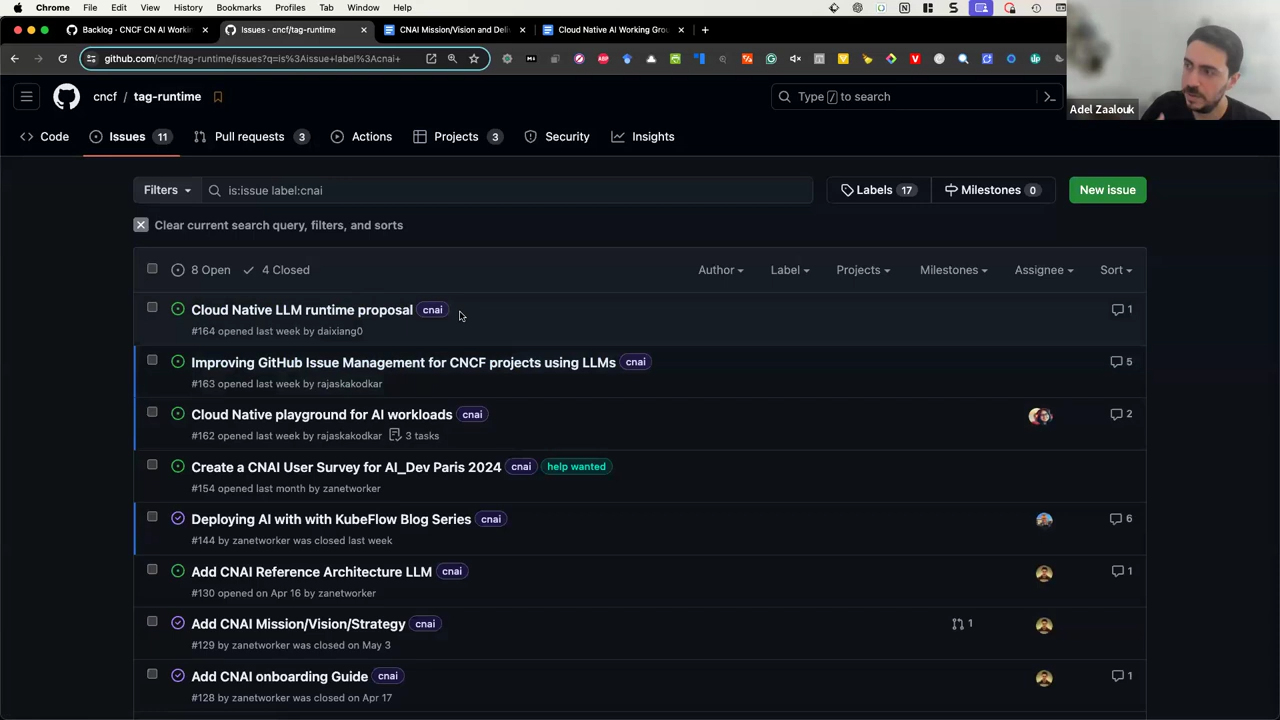 Chrome File Edit View History Bookmarks Profiles Tab Window Help
Backlog - CNCF CN AI Workin
Issues · cncf/tag-runtime
CNAI Mission/Vision and Deli
Cloud Native AI Working Grou
github.com/cncf/tag-runtime/issues?q=is%3Aissue+label%3Acnai+
Adel Zaalouk
cncf / tag-runtime
Type / to search
Code
Issues 11
Pull requests 3
Actions
Projects 3
Security
Insights
Filters
is:issue label:cnai
Labels 17
Milestones 0
New issue
Clear current search query, filters, and sorts
8 Open 4 Closed
Author Label Projects Milestones Assignee Sort
Cloud Native LLM runtime proposal cnai 1
#164 opened last week by daixiang0
Improving GitHub Issue Management for CNCF projects using LLMs cnai 5
#163 opened last week by rajaskakodkar
Cloud Native playground for AI workloads cnai 2
#162 opened last week by rajaskakodkar 3 tasks
Create a CNAI User Survey for AI_Dev Paris 2024 cnai help wanted
#154 opened last month by zanetworker
Deploying AI with with KubeFlow Blog Series cnai 6
#144 by zanetworker was closed last week
Add CNAI Reference Architecture LLM cnai 1
#130 opened on Apr 16 by zanetworker
Add CNAI Mission/Vision/Strategy cnai 1
#129 by zanetworker was closed on May 3
Add CNAI onboarding Guide cnai 1
#128 by zanetworker was closed on Apr 17